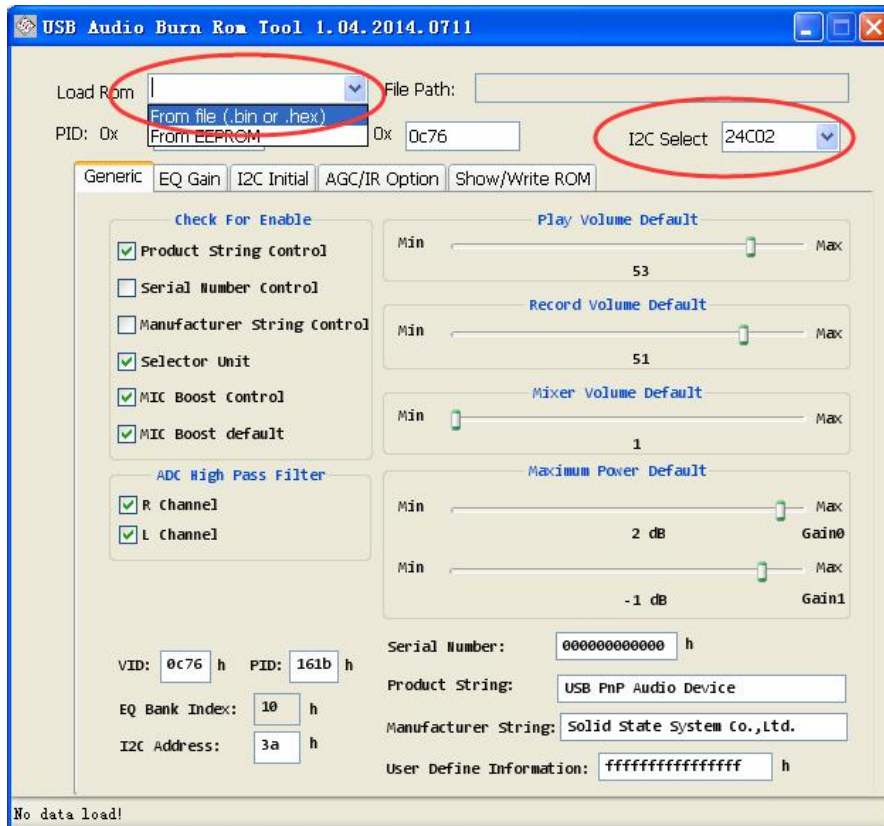 USB Audio Burn Rom Tool 1.04.2014.0711
Load Rom
File Path:
From file (.bin or .hex)
From EEPROM
PID: 0x
0x 0c76
I2C Select 24C02
Generic EQ Gain I2C Initial AGC/IR Option Show/Write ROM
Check For Enable
Product String Control
Serial Number Control
Manufacturer String Control
Selector Unit
MIC Boost Control
MIC Boost default
ADC High Pass Filter
R Channel
L Channel
Play Volume Default
Min Max
53
Record Volume Default
Min Max
51
Mixer Volume Default
Min Max
1
Maximum Power Default
Min Max
2 dB Gain0
Min Max
-1 dB Gain1
VID: 0c76 h PID: 161b h
EQ Bank Index: 10 h
I2C Address: 3a h
Serial Number: 000000000000 h
Product String: USB PnP Audio Device
Manufacturer String: Solid State System Co.,Ltd.
User Define Information: ffffffffffffffff h
No data load!